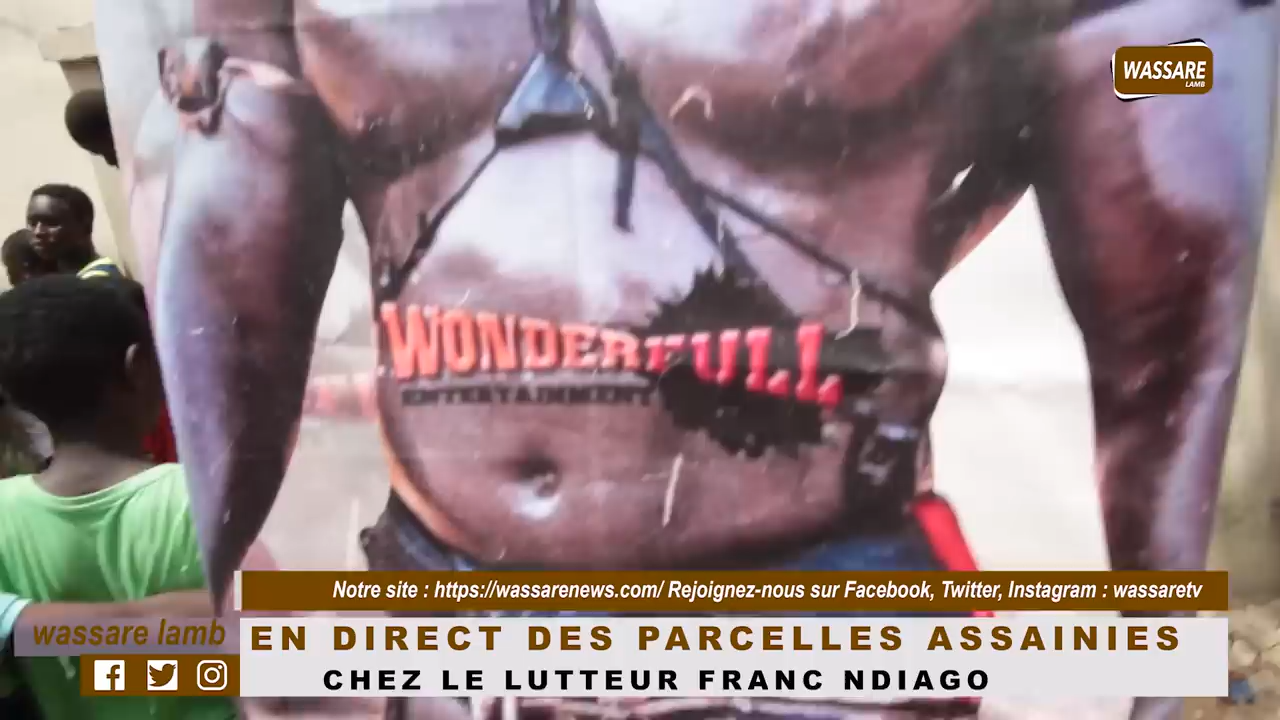 WASSARE
LAMB
WONDERFULL
ENTERTAINMENT
Notre site : https://wassarenews.com/ Rejoignez-nous sur Facebook, Twitter, Instagram : wassaretv
wassare lamb
EN DIRECT DES PARCELLES ASSAINIES
CHEZ LE LUTTEUR FRANC NDIAGO